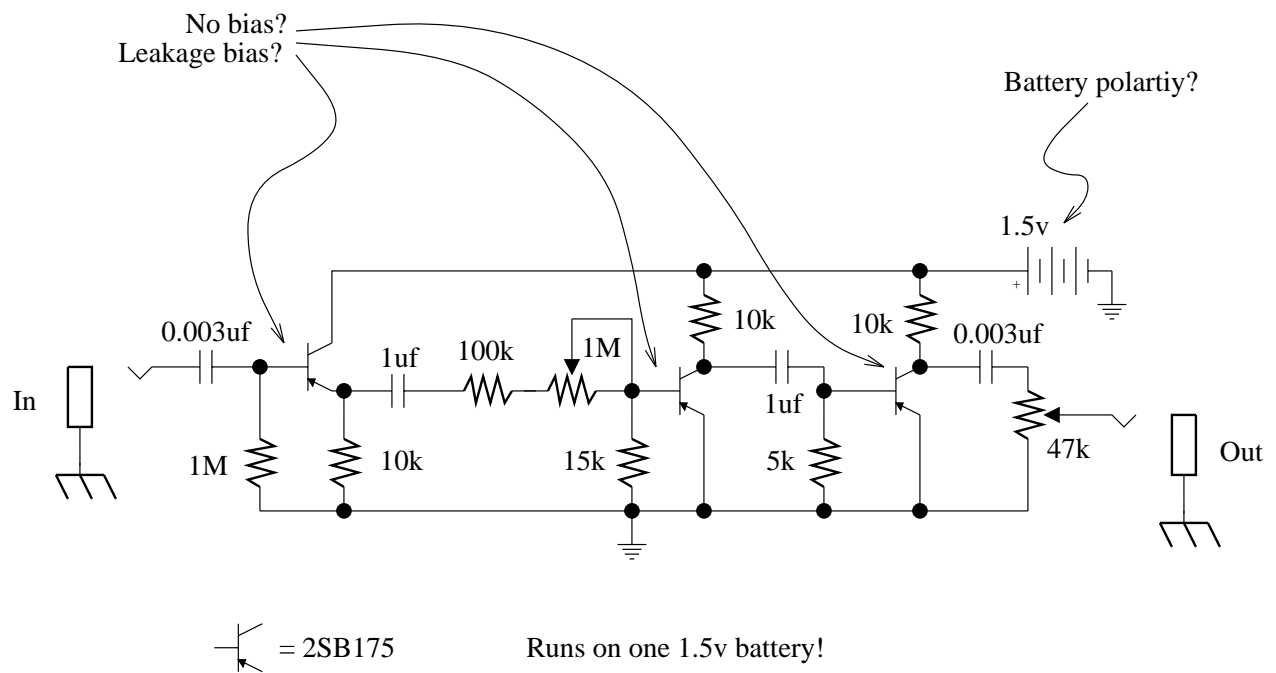 No bias?
Leakage bias?
Battery polartiy?
1.5v
+
0.003uf
1uf
100k
1M
10k
10k
0.003uf
In
1M
10k
15k
1uf
5k
47k
Out
= 2SB175
Runs on one 1.5v battery!